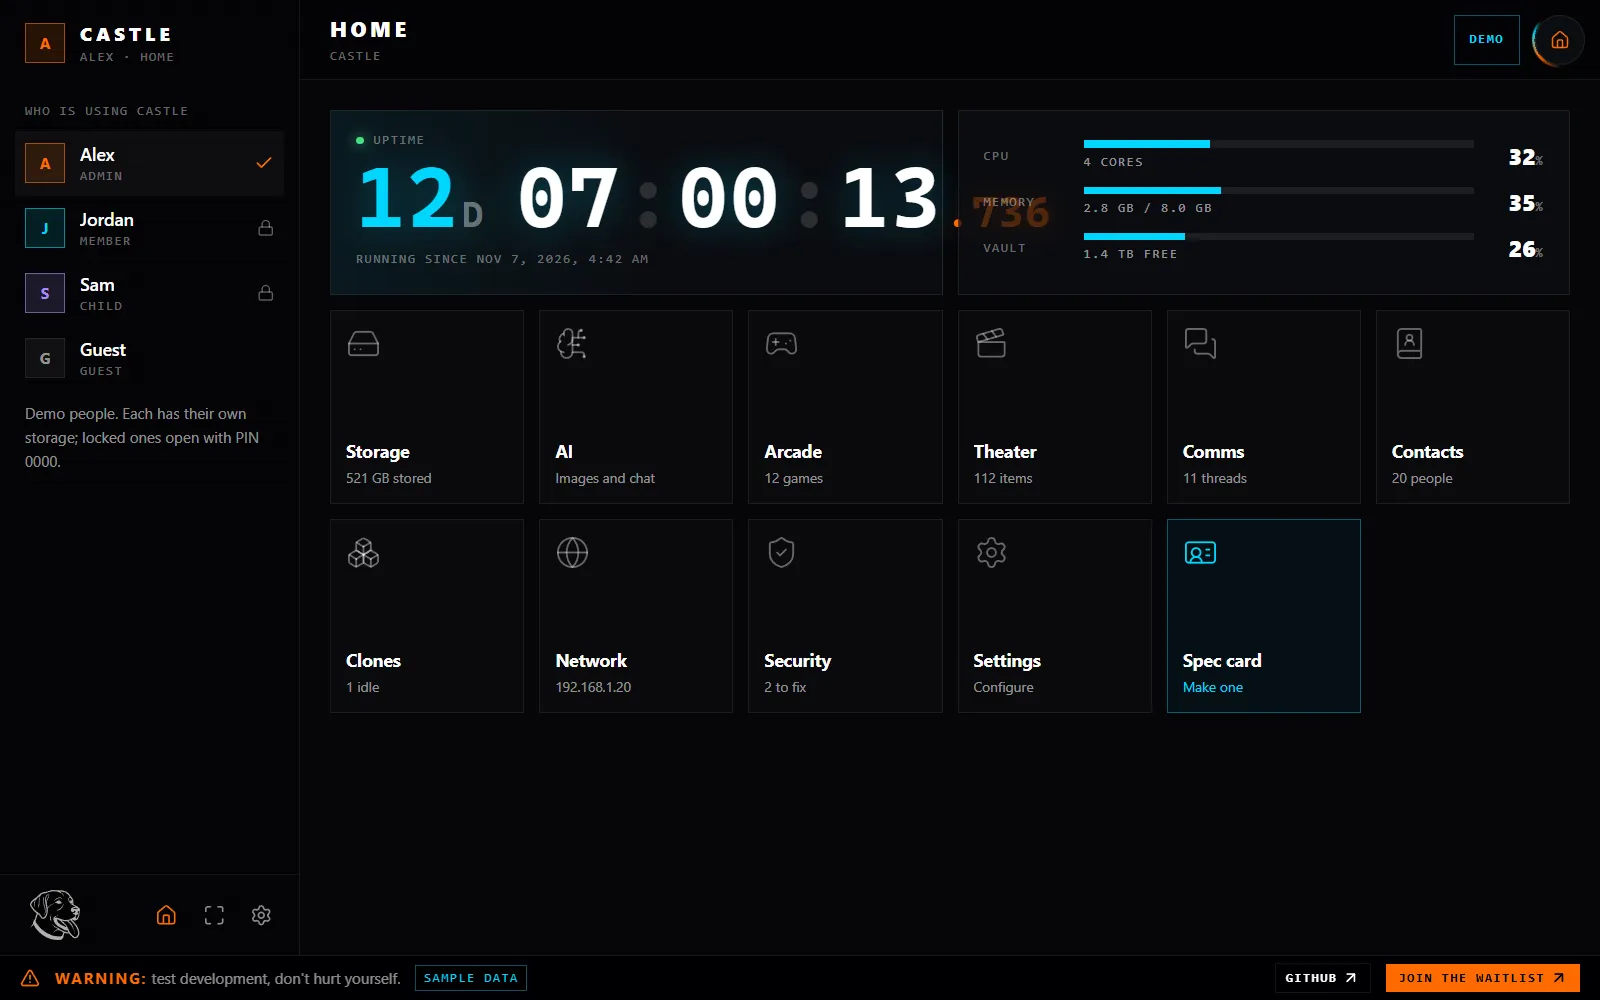 A
CASTLE
ALEX · HOME
WHO IS USING CASTLE
A
Alex
ADMIN
J
Jordan
MEMBER
S
Sam
CHILD
G
Guest
GUEST
Demo people. Each has their own
storage; locked ones open with PIN
0000.
HOME
CASTLE
DEMO
UPTIME
12D 07:00:13.736
RUNNING SINCE NOV 7, 2026, 4:42 AM
CPU
4 CORES
32%
MEMORY
2.8 GB / 8.0 GB
35%
VAULT
1.4 TB FREE
26%
Storage
521 GB stored
AI
Images and chat
Arcade
12 games
Theater
112 items
Comms
11 threads
Contacts
20 people
Clones
1 idle
Network
192.168.1.20
Security
2 to fix
Settings
Configure
Spec card
Make one
WARNING: test development, don't hurt yourself.
SAMPLE DATA
GITHUB
JOIN THE WAITLIST